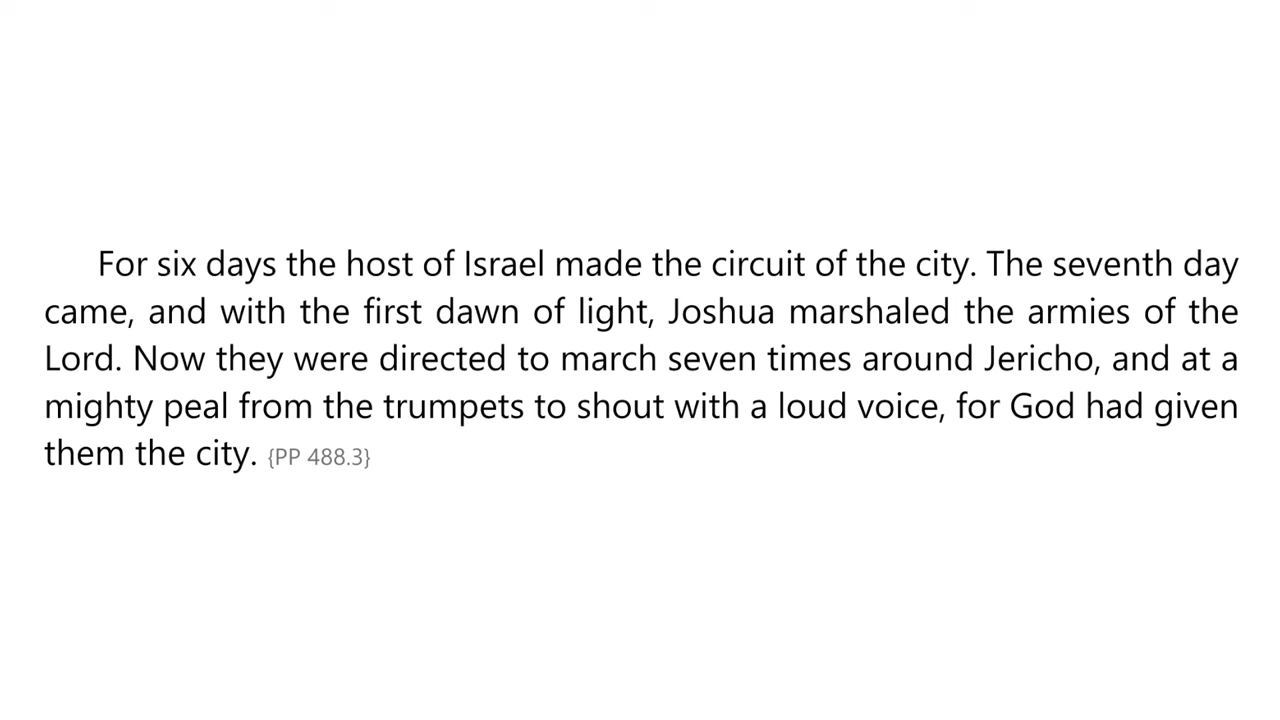 For six days the host of Israel made the circuit of the city. The seventh day
came, and with the first dawn of light, Joshua marshaled the armies of the
Lord. Now they were directed to march seven times around Jericho, and at a
mighty peal from the trumpets to shout with a loud voice, for God had given
them the city. {PP 488.3}